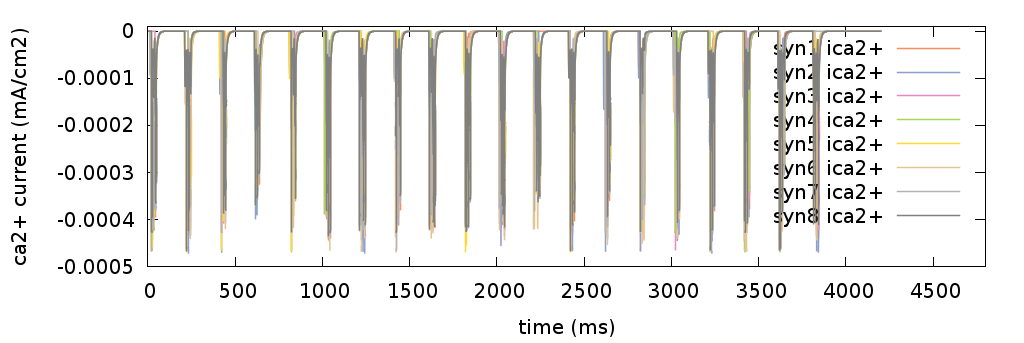 0
-0.0001
-0.0002
-0.0003
-0.0004
-0.0005
ca2+ current (mA/cm2)
syn1 ica2+
syn2 ica2+
syn3 ica2+
syn4 ica2+
syn5 ica2+
syn6 ica2+
syn7 ica2+
syn8 ica2+
0 500 1000 1500 2000 2500 3000 3500 4000 4500
time (ms)